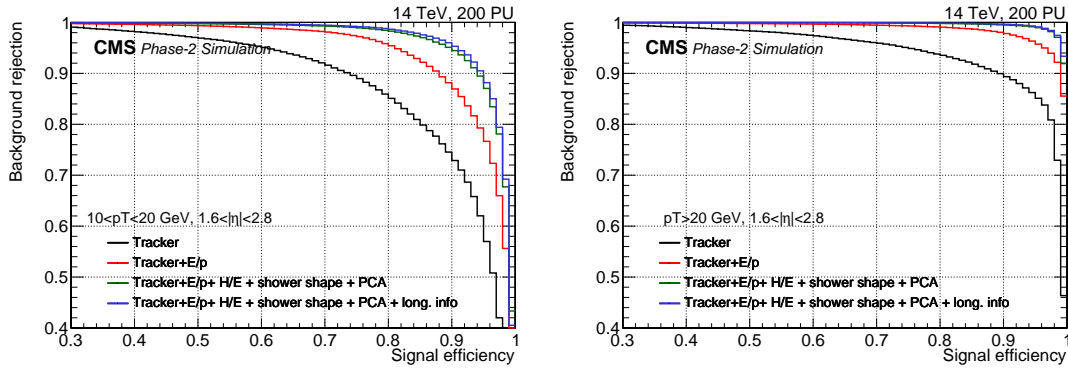 14 TeV, 200 PU
Background rejection
1
0.9
0.8
0.7
0.6
0.5
0.4
CMS Phase-2 Simulation
10<pT<20 GeV, 1.6<|η|<2.8
Tracker
Tracker+E/p
Tracker+E/p+ H/E + shower shape + PCA
Tracker+E/p+ H/E + shower shape + PCA + long. info
0.3 0.4 0.5 0.6 0.7 0.8 0.9 1
Signal efficiency
14 TeV, 200 PU
Background rejection
1
0.9
0.8
0.7
0.6
0.5
0.4
CMS Phase-2 Simulation
pT>20 GeV, 1.6<|η|<2.8
Tracker
Tracker+E/p
Tracker+E/p+ H/E + shower shape + PCA
Tracker+E/p+ H/E + shower shape + PCA + long. info
0.3 0.4 0.5 0.6 0.7 0.8 0.9 1
Signal efficiency